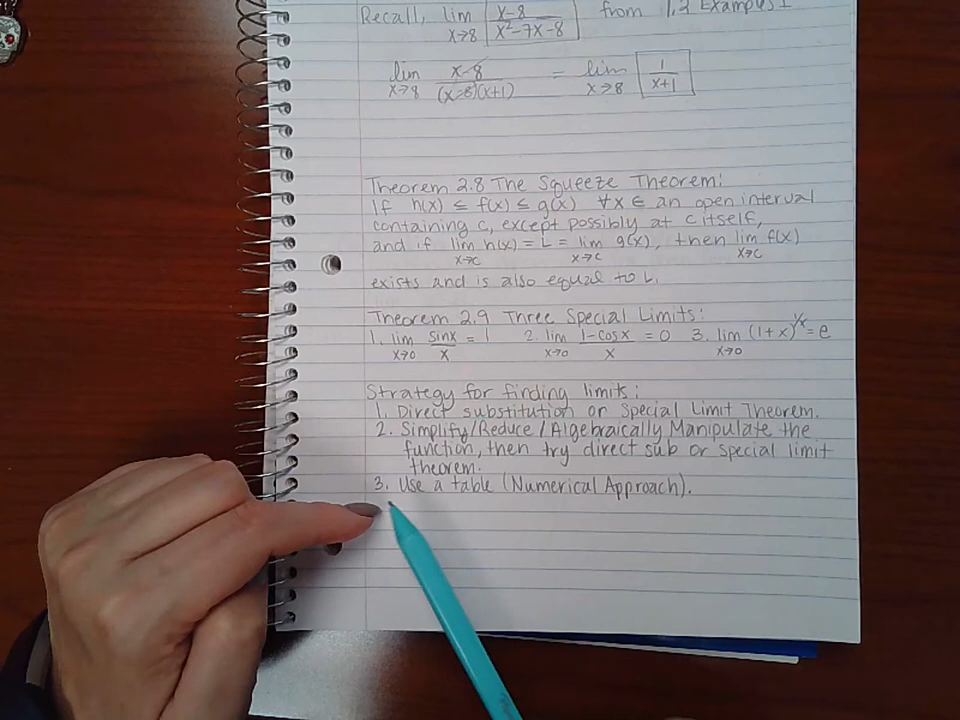 Recall, lim x→8 x-8 / x²-7x-8 from 1.2 Example 1
lim x→8 x-8 / (x-8)(x+1) = lim x→8 1 / x+1
Theorem 2.8 The Squeeze Theorem:
If h(x) ≤ f(x) ≤ g(x) ∀x ∈ an open interval
containing c, except possibly at c itself,
and if lim x→c h(x) = L = lim x→c g(x), then lim x→c f(x)
exists and is also equal to L.
Theorem 2.9 Three Special Limits:
1. lim x→0 sinx / x = 1 2. lim x→0 1-cosx / x = 0 3. lim x→0 (1+x)^1/x = e
Strategy for finding limits:
1. Direct substitution or Special Limit Theorem.
2. Simplify/Reduce/Algebraically Manipulate the
function, then try direct sub or special limit
theorem.
3. Use a table (Numerical Approach).